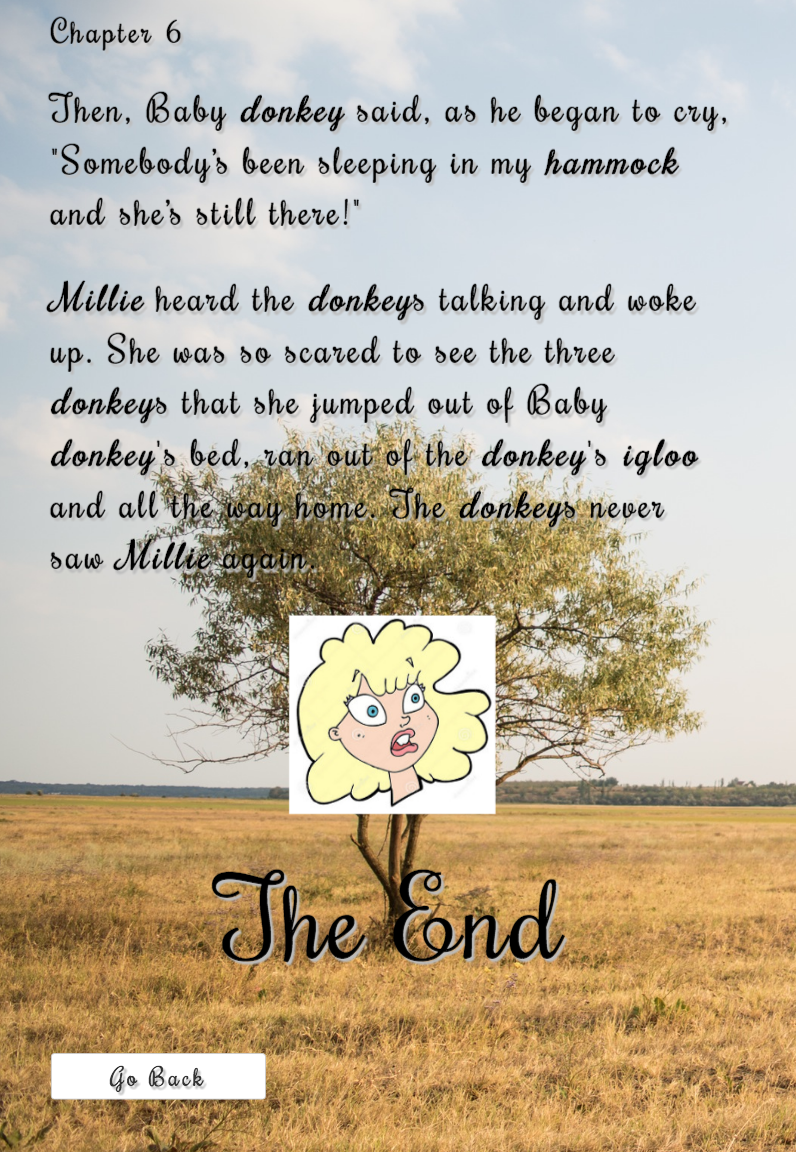 Chapter 6
Then, Baby donkey said, as he began to cry,
"Somebody's been sleeping in my hammock
and she's still there!"
Millie heard the donkeys talking and woke
up. She was so scared to see the three
donkeys that she jumped out of Baby
donkey's bed, ran out of the donkey's igloo
and all the way home. The donkeys never
saw Millie again.
The End
Go Back